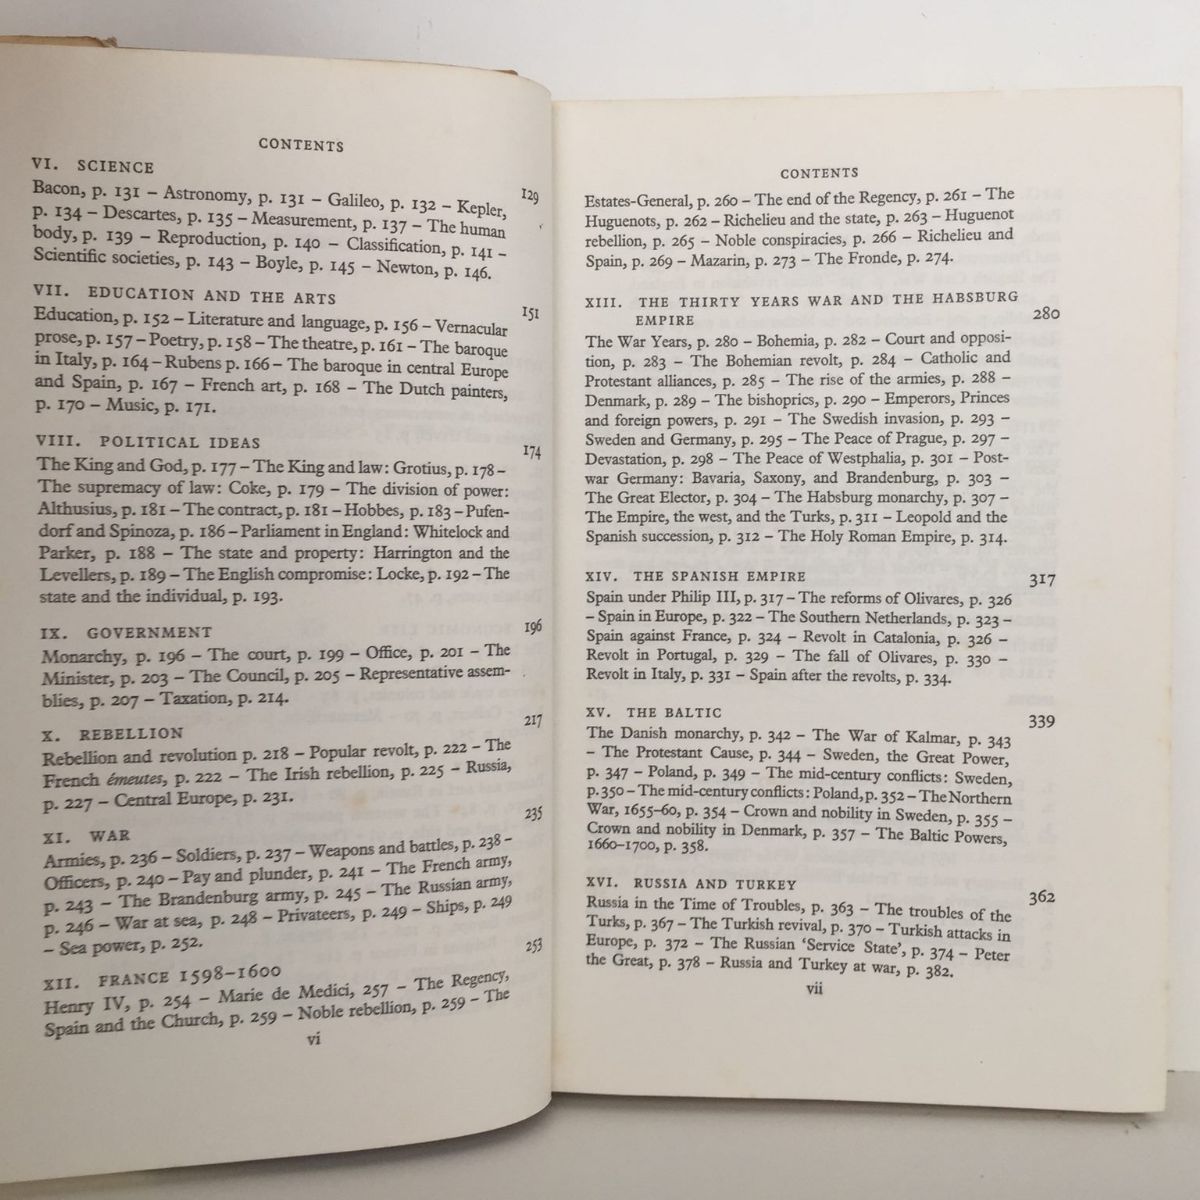 CONTENTS
VI. SCIENCE 129
Bacon, p. 131 – Astronomy, p. 131 – Galileo, p. 132 – Kepler,
p. 134 – Descartes, p. 135 – Measurement, p. 137 – The human
body, p. 139 – Reproduction, p. 140 – Classification, p. 141 –
Scientific societies, p. 143 – Boyle, p. 145 – Newton, p. 146.
VII. EDUCATION AND THE ARTS 151
Education, p. 152 – Literature and language, p. 156 – Vernacular
prose, p. 157 – Poetry, p. 158 – The theatre, p. 161 – The baroque
in Italy, p. 164 – Rubens p. 166 – The baroque in central Europe
and Spain, p. 167 – French art, p. 168 – The Dutch painters,
p. 170 – Music, p. 171.
VIII. POLITICAL IDEAS 174
The King and God, p. 177 – The King and law: Grotius, p. 178 –
The supremacy of law: Coke, p. 179 – The division of power:
Althusius, p. 181 – The contract, p. 181 – Hobbes, p. 183 – Pufen-
dorf and Spinoza, p. 186 – Parliament in England: Whitelock and
Parker, p. 188 – The state and property: Harrington and the
Levellers, p. 189 – The English compromise: Locke, p. 192 – The
state and the individual, p. 193.
IX. GOVERNMENT 196
Monarchy, p. 196 – The court, p. 199 – Office, p. 201 – The
Minister, p. 203 – The Council, p. 205 – Representative assem-
blies, p. 207 – Taxation, p. 214.
X. REBELLION 217
Rebellion and revolution p. 218 – Popular revolt, p. 222 – The
French émeutes, p. 222 – The Irish rebellion, p. 225 – Russia,
p. 227 – Central Europe, p. 231.
XI. WAR 235
Armies, p. 236 – Soldiers, p. 237 – Weapons and battles, p. 238 –
Officers, p. 240 – Pay and plunder, p. 241 – The French army,
p. 243 – The Brandenburg army, p. 245 – The Russian army,
p. 246 – War at sea, p. 248 – Privateers, p. 249 – Ships, p. 249
– Sea power, p. 252.
XII. FRANCE 1598–1600 253
Henry IV, p. 254 – Marie de Medici, 257 – The Regency,
Spain and the Church, p. 259 – Noble rebellion, p. 259 – The
vi
CONTENTS
Estates-General, p. 260 – The end of the Regency, p. 261 – The
Huguenots, p. 262 – Richelieu and the state, p. 263 – Huguenot
rebellion, p. 265 – Noble conspiracies, p. 266 – Richelieu and
Spain, p. 269 – Mazarin, p. 273 – The Fronde, p. 274.
XIII. THE THIRTY YEARS WAR AND THE HABSBURG
EMPIRE 280
The War Years, p. 280 – Bohemia, p. 282 – Court and opposi-
tion, p. 283 – The Bohemian revolt, p. 284 – Catholic and
Protestant alliances, p. 285 – The rise of the armies, p. 288 –
Denmark, p. 289 – The bishoprics, p. 290 – Emperors, Princes
and foreign powers, p. 291 – The Swedish invasion, p. 293 –
Sweden and Germany, p. 295 – The Peace of Prague, p. 297 –
Devastation, p. 298 – The Peace of Westphalia, p. 301 – Post-
war Germany: Bavaria, Saxony, and Brandenburg, p. 303 –
The Great Elector, p. 304 – The Habsburg monarchy, p. 307 –
The Empire, the west, and the Turks, p. 311 – Leopold and the
Spanish succession, p. 312 – The Holy Roman Empire, p. 314.
XIV. THE SPANISH EMPIRE 317
Spain under Philip III, p. 317 – The reforms of Olivares, p. 326
– Spain in Europe, p. 322 – The Southern Netherlands, p. 323 –
Spain against France, p. 324 – Revolt in Catalonia, p. 326 –
Revolt in Portugal, p. 329 – The fall of Olivares, p. 330 –
Revolt in Italy, p. 331 – Spain after the revolts, p. 334.
XV. THE BALTIC 339
The Danish monarchy, p. 342 – The War of Kalmar, p. 343
– The Protestant Cause, p. 344 – Sweden, the Great Power,
p. 347 – Poland, p. 349 – The mid-century conflicts: Sweden,
p. 350 – The mid-century conflicts: Poland, p. 352 – The Northern
War, 1655–60, p. 354 – Crown and nobility in Sweden, p. 355 –
Crown and nobility in Denmark, p. 357 – The Baltic Powers,
1660–1700, p. 358.
XVI. RUSSIA AND TURKEY 362
Russia in the Time of Troubles, p. 363 – The troubles of the
Turks, p. 367 – The Turkish revival, p. 370 – Turkish attacks in
Europe, p. 372 – The Russian 'Service State', p. 374 – Peter
the Great, p. 378 – Russia and Turkey at war, p. 382.
vii